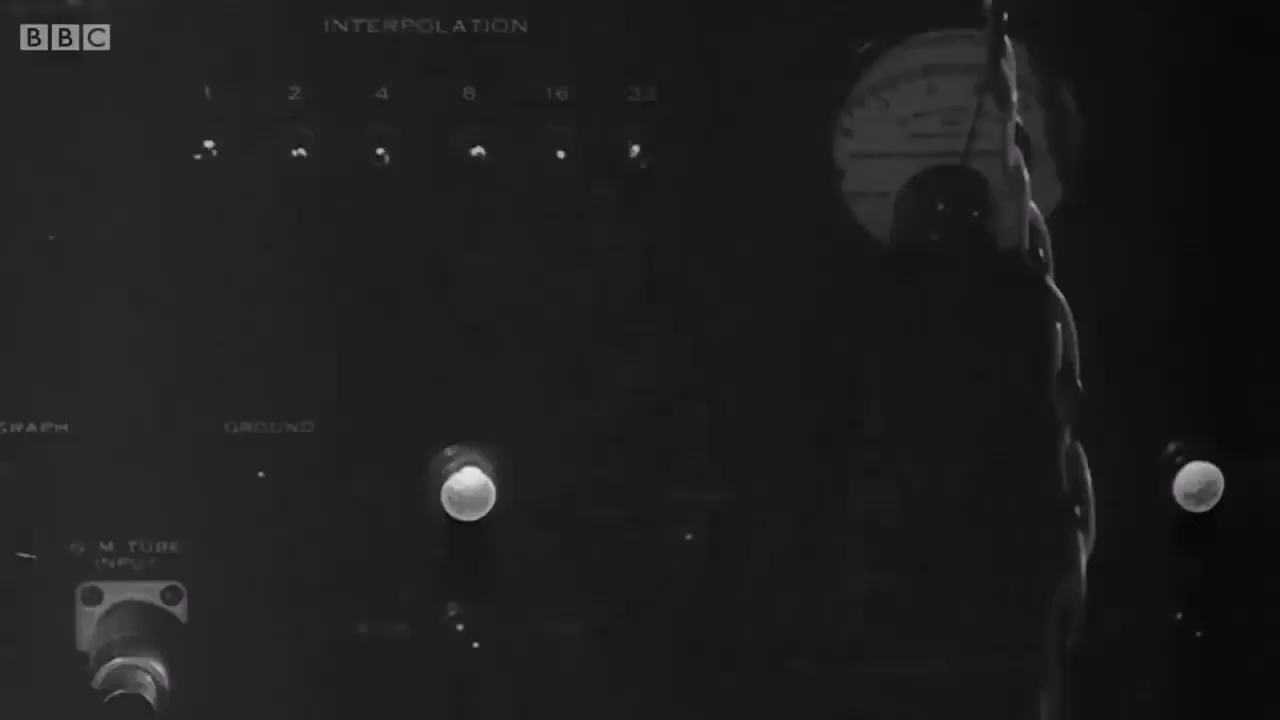 BBC
INTERPOLATION
1 2 4 8 16 32
GRAPH
GROUND
G M TUBE
INPUT